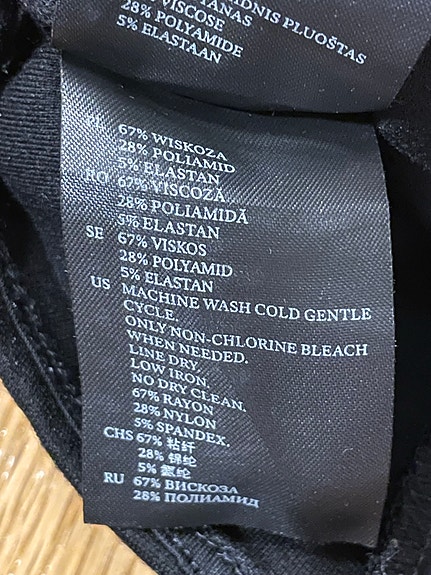 DNIS PLUOŠTAS
TANAS
VISCOSE
28% POLYAMIDE
5% ELASTAAN
67% WISKOZA
28% POLIAMID
5% ELASTAN
RO 67% VISCOZĂ
28% POLIAMIDĂ
5% ELASTAN
SE 67% VISKOS
28% POLYAMID
5% ELASTAN
US MACHINE WASH COLD GENTLE
CYCLE.
ONLY NON-CHLORINE BLEACH
WHEN NEEDED.
LINE DRY.
LOW IRON.
NO DRY CLEAN.
67% RAYON
28% NYLON
5% SPANDEX.
CHS 67% 粘纤
28% 锦纶
5% 氨纶
RU 67% ВИСКОЗА
28% ПОЛИАМИД